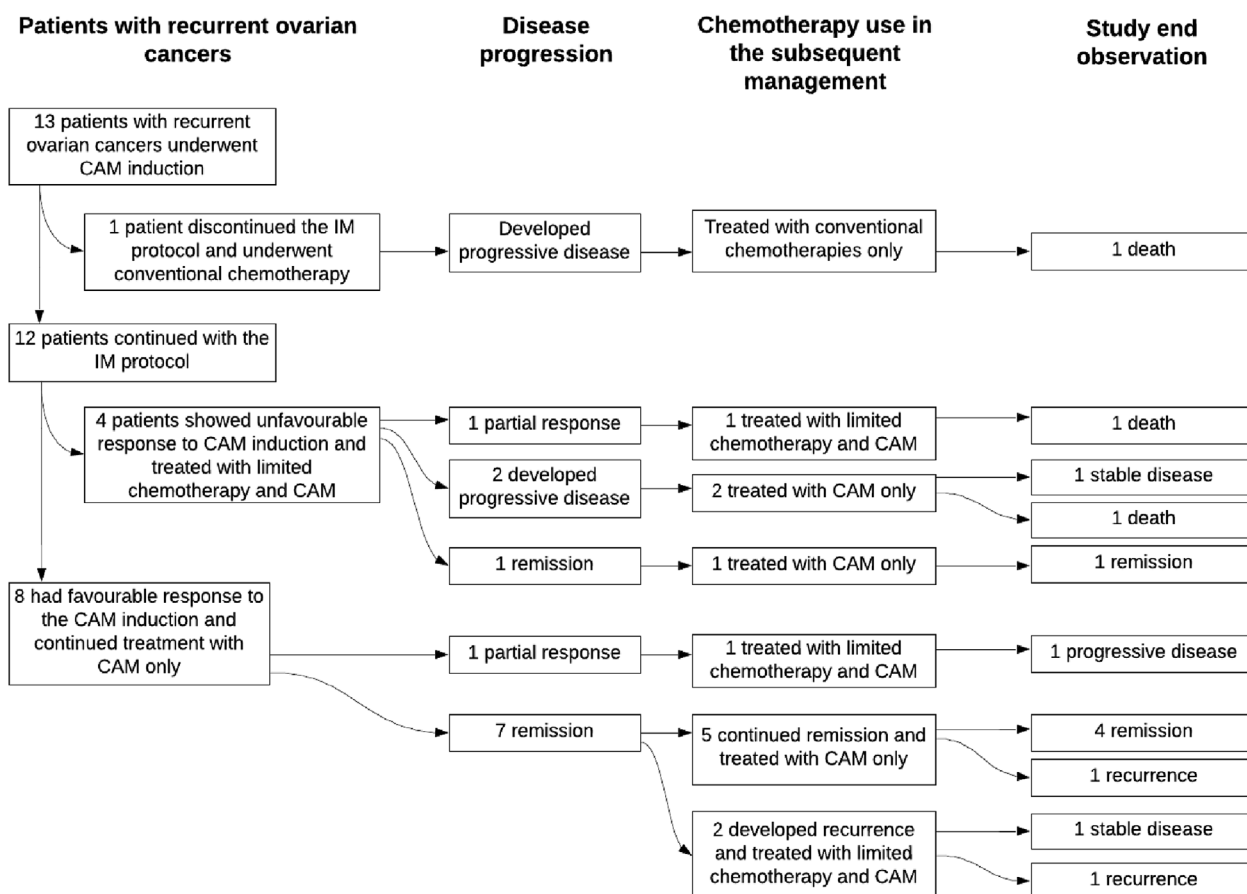 Patients with recurrent ovarian
cancers
Disease
progression
Chemotherapy use in
the subsequent
management
Study end
observation
13 patients with recurrent
ovarian cancers underwent
CAM induction
1 patient discontinued the IM
protocol and underwent
conventional chemotherapy
Developed
progressive disease
Treated with conventional
chemotherapies only
1 death
12 patients continued with the
IM protocol
4 patients showed unfavourable
response to CAM induction and
treated with limited
chemotherapy and CAM
1 partial response
1 treated with limited
chemotherapy and CAM
1 death
2 developed
progressive disease
2 treated with CAM only
1 stable disease
1 death
1 remission
1 treated with CAM only
1 remission
8 had favourable response to
the CAM induction and
continued treatment with
CAM only
1 partial response
1 treated with limited
chemotherapy and CAM
1 progressive disease
7 remission
5 continued remission and
treated with CAM only
4 remission
1 recurrence
2 developed recurrence
and treated with limited
chemotherapy and CAM
1 stable disease
1 recurrence